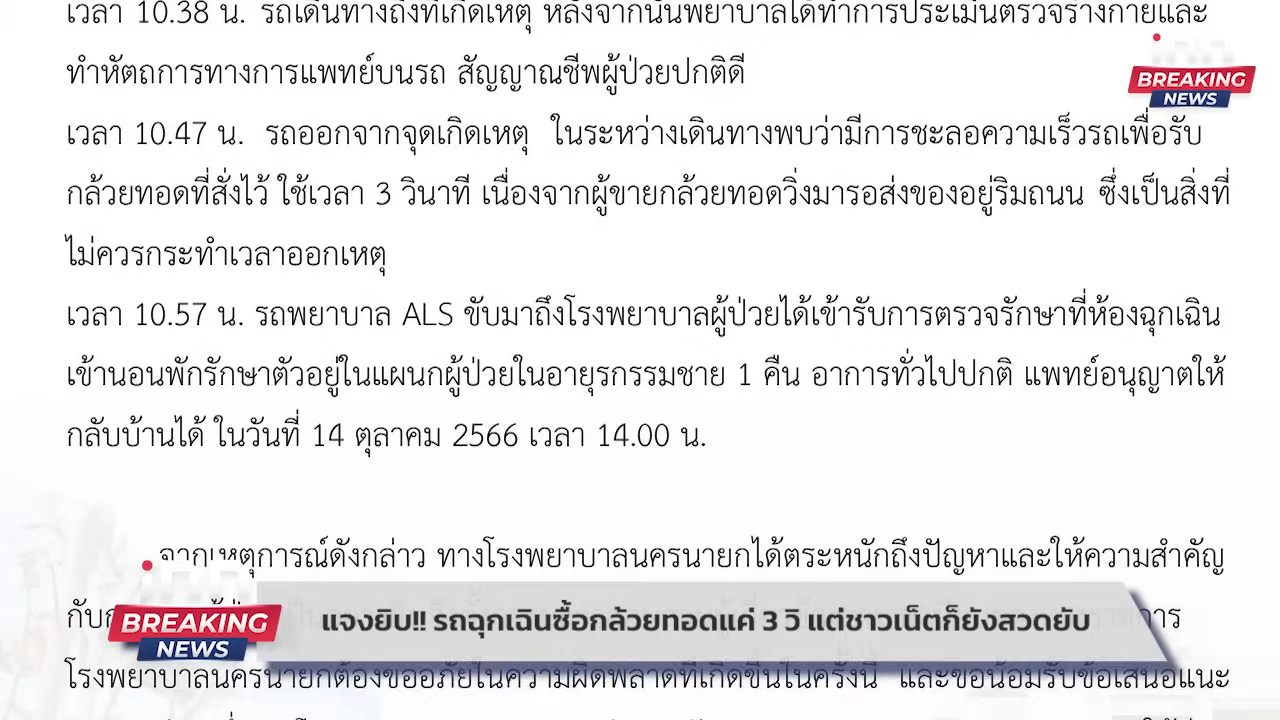 เวลา 10.38 น. รถเดินทางถึงที่เกิดเหตุ หลังจากนั้นพยาบาลได้ทำการประเมินตรวจร่างกายและ
ทำหัตถการทางการแพทย์บนรถ สัญญาณชีพผู้ป่วยปกติดี
BREAKING
NEWS
เวลา 10.47 น. รถออกจากจุดเกิดเหตุ ในระหว่างเดินทางพบว่ามีการชะลอความเร็วรถเพื่อรับ
กล้วยทอดที่สั่งไว้ ใช้เวลา 3 วินาที เนื่องจากผู้ขายกล้วยทอดวิ่งมารอส่งของอยู่ริมถนน ซึ่งเป็นสิ่งที่
ไม่ควรกระทำเวลาออกเหตุ
เวลา 10.57 น. รถพยาบาล ALS ขับมาถึงโรงพยาบาลผู้ป่วยได้เข้ารับการตรวจรักษาที่ห้องฉุกเฉิน
เข้านอนพักรักษาตัวอยู่ในแผนกผู้ป่วยในอายุรกรรมชาย 1 คืน อาการทั่วไปปกติ แพทย์อนุญาตให้
กลับบ้านได้ ในวันที่ 14 ตุลาคม 2566 เวลา 14.00 น.
จากเหตุการณ์ดังกล่าว ทางโรงพยาบาลนครนายกได้ตระหนักถึงปัญหาและให้ความสำคัญ
BREAKING
NEWS
แจงยิบ!! รถฉุกเฉินซื้อกล้วยทอดแค่ 3 วิ แต่ชาวเน็ตก็ยังสวดยับ
โรงพยาบาลนครนายกต้องขออภัยในความผิดพลาดที่เกิดขึ้นในครั้งนี้ และขอน้อมรับข้อเสนอแนะ